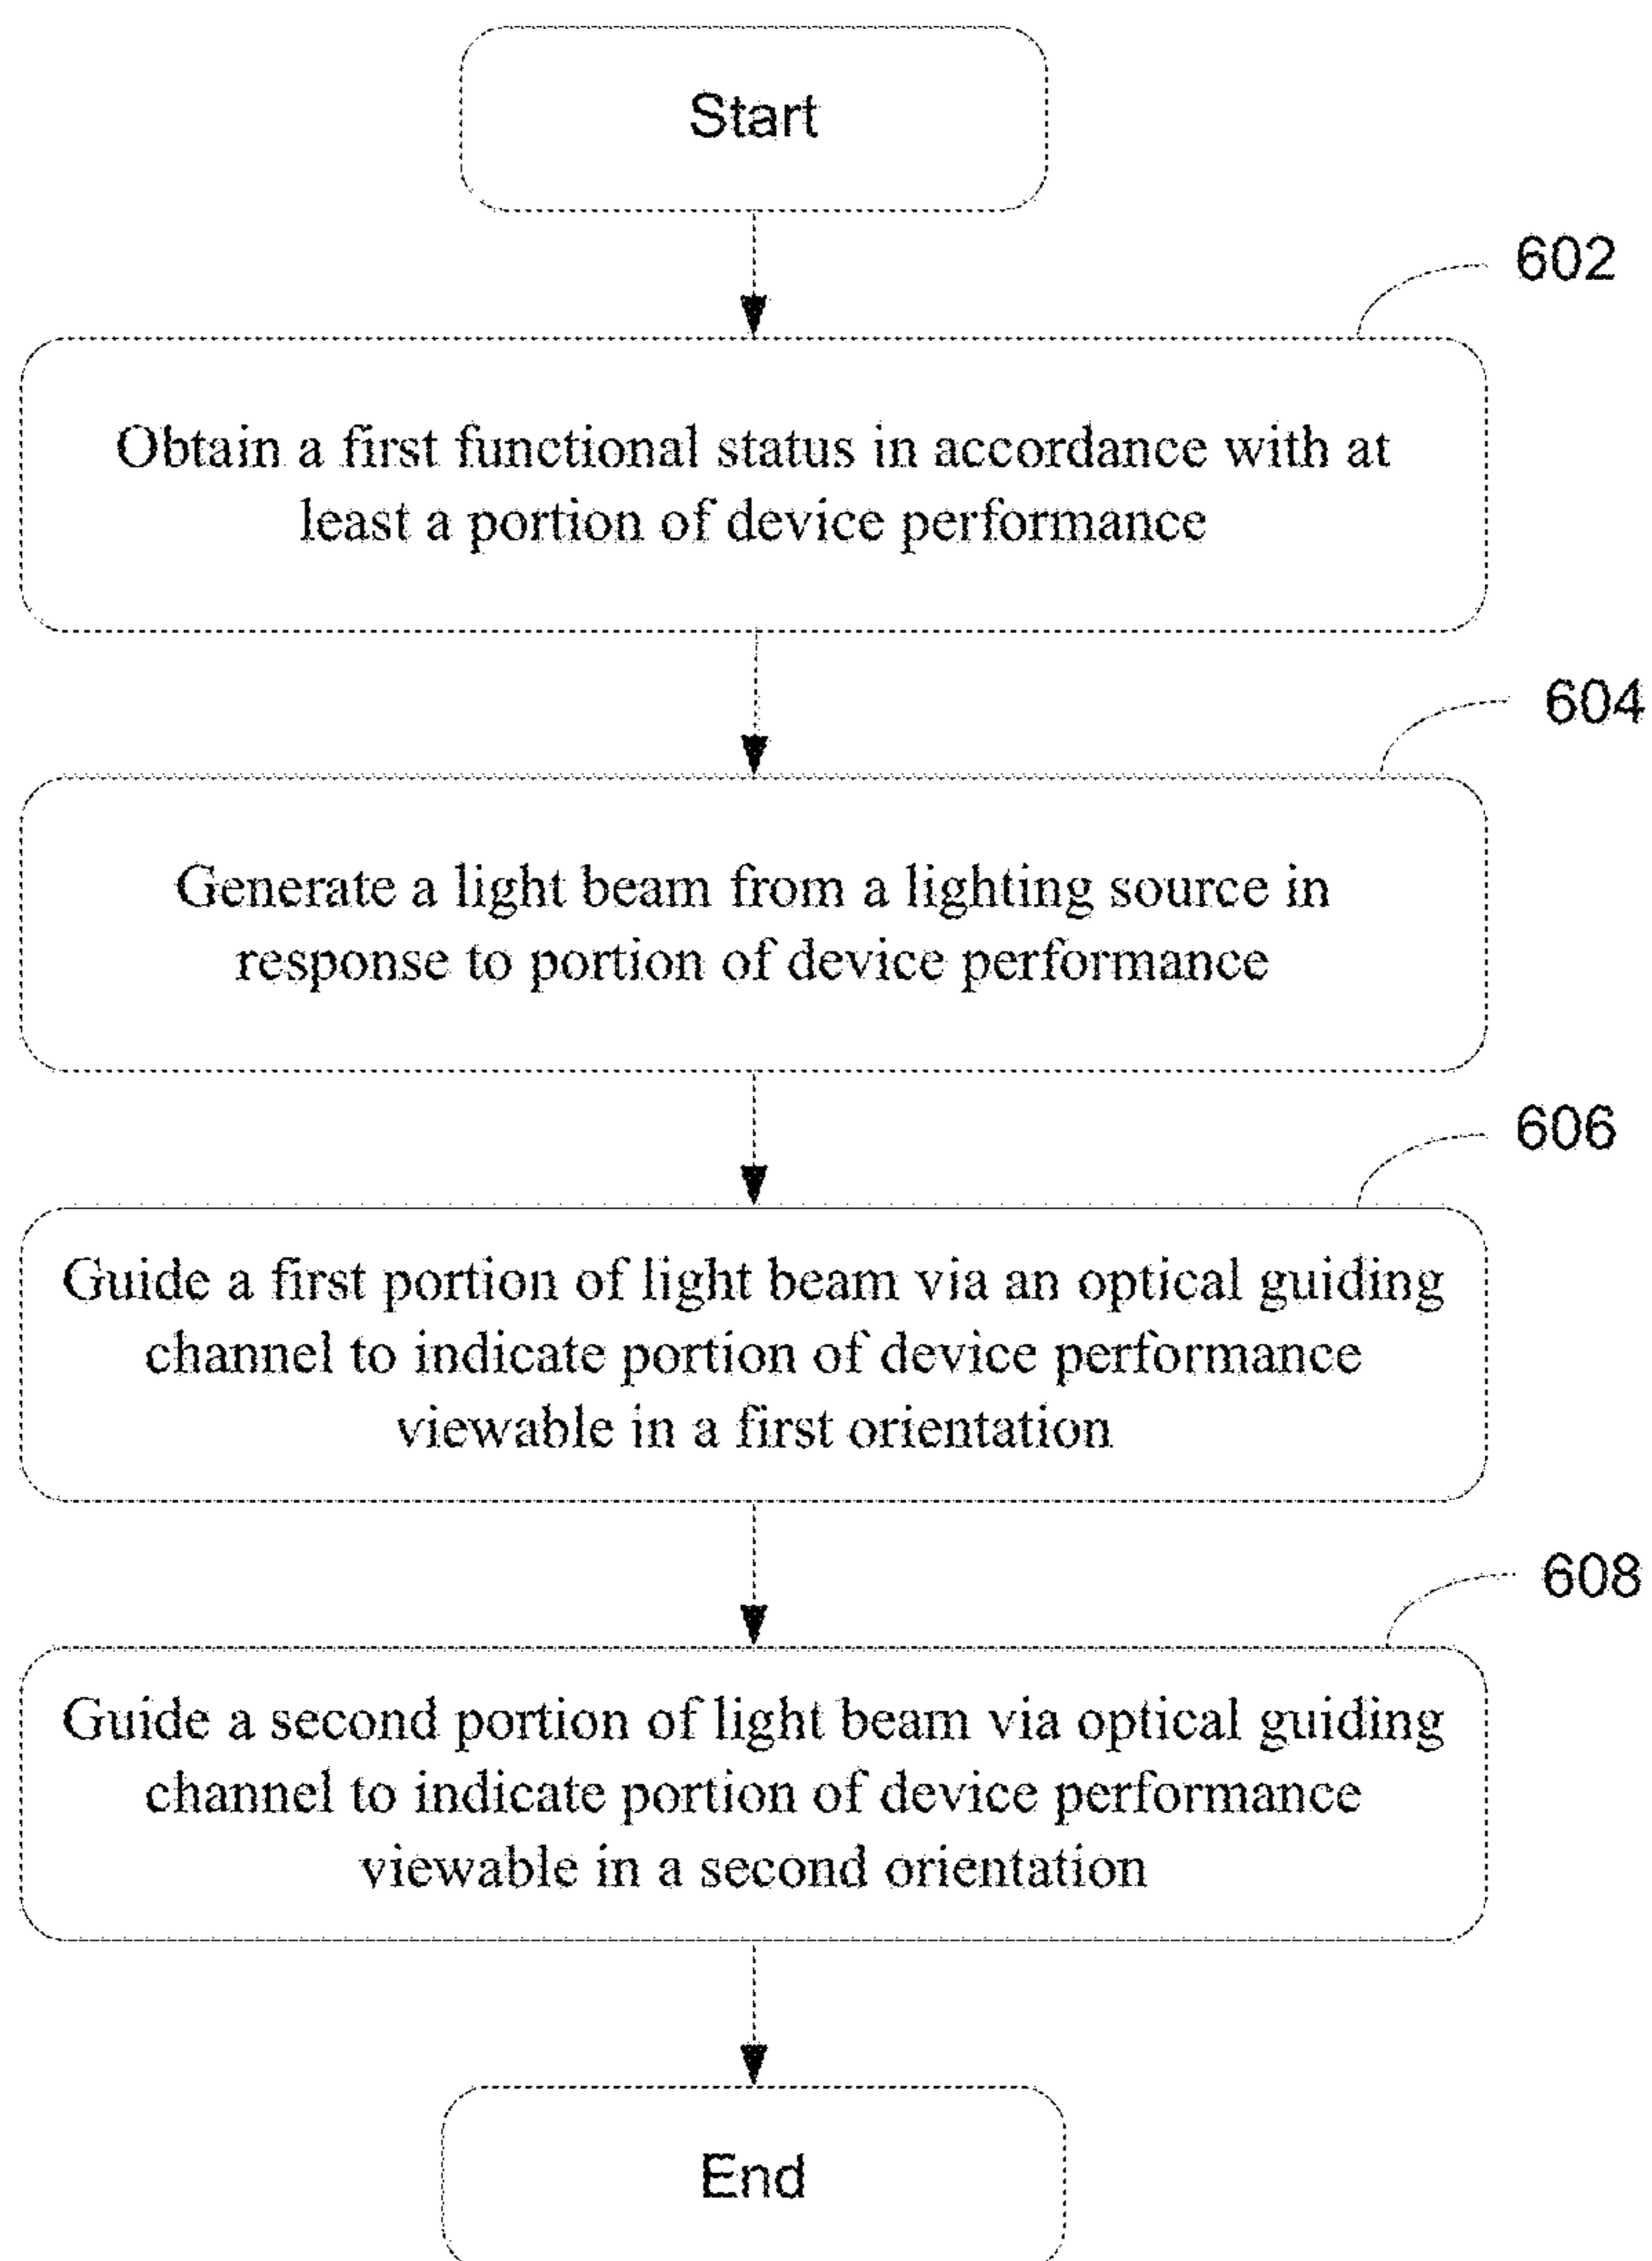 Start
602
Obtain a first functional status in accordance with at
least a portion of device performance
604
Generate a light beam from a lighting source in
response to portion of device performance
606
Guide a first portion of light beam via an optical guiding
channel to indicate portion of device performance
viewable in a first orientation
608
Guide a second portion of light beam via optical guiding
channel to indicate portion of device performance
viewable in a second orientation
End